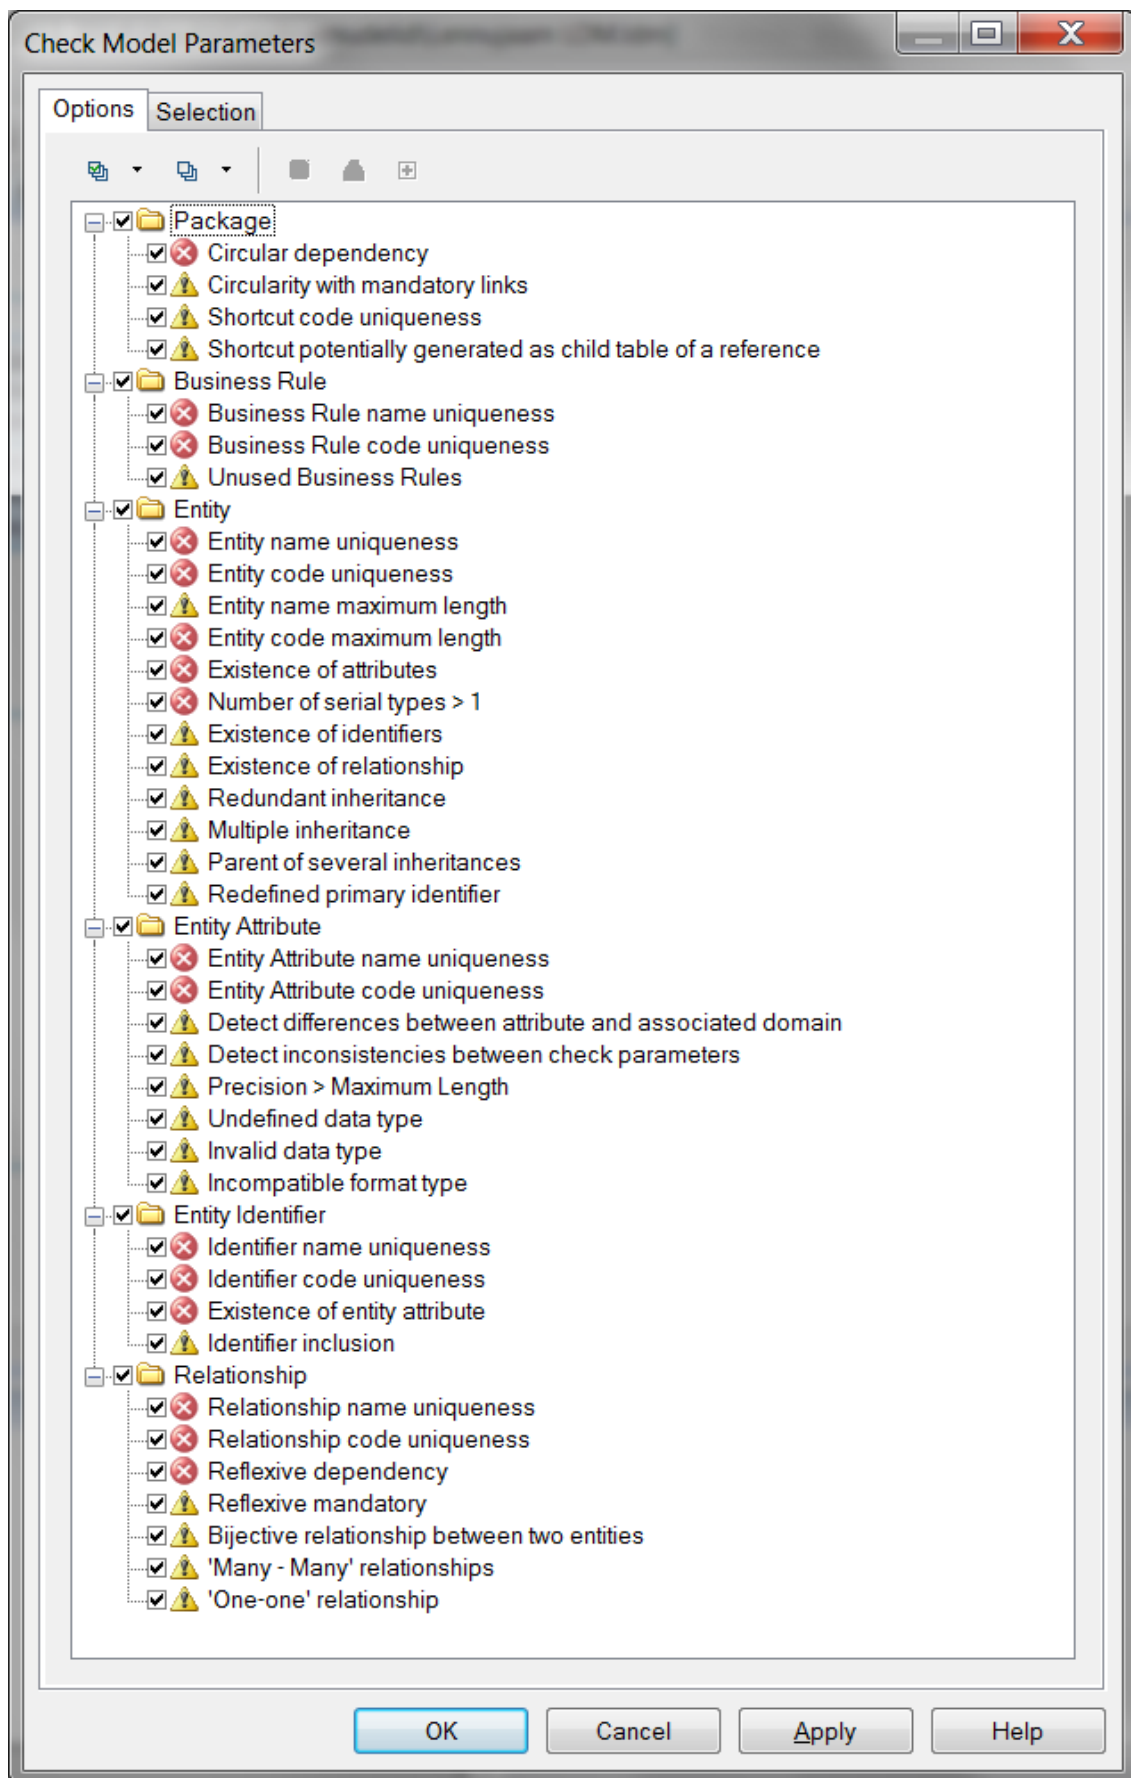 Check Model Parameters
Options
Selection
Package
Circular dependency
Circularity with mandatory links
Shortcut code uniqueness
Shortcut potentially generated as child table of a reference
Business Rule
Business Rule name uniqueness
Business Rule code uniqueness
Unused Business Rules
Entity
Entity name uniqueness
Entity code uniqueness
Entity name maximum length
Entity code maximum length
Existence of attributes
Number of serial types > 1
Existence of identifiers
Existence of relationship
Redundant inheritance
Multiple inheritance
Parent of several inheritances
Redefined primary identifier
Entity Attribute
Entity Attribute name uniqueness
Entity Attribute code uniqueness
Detect differences between attribute and associated domain
Detect inconsistencies between check parameters
Precision > Maximum Length
Undefined data type
Invalid data type
Incompatible format type
Entity Identifier
Identifier name uniqueness
Identifier code uniqueness
Existence of entity attribute
Identifier inclusion
Relationship
Relationship name uniqueness
Relationship code uniqueness
Reflexive dependency
Reflexive mandatory
Bijective relationship between two entities
'Many - Many' relationships
'One-one' relationship
OK
Cancel
Apply
Help